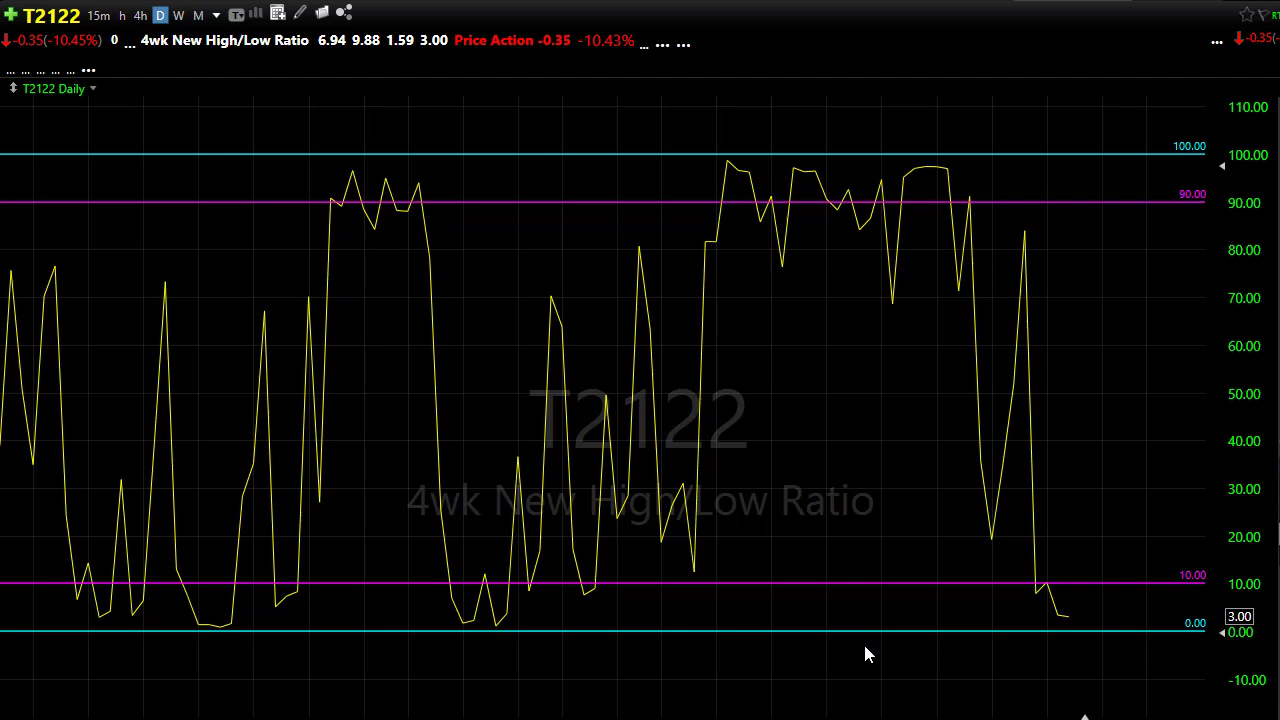 T2122 15m h 4h D W M
RT
-0.35(-10.45%) 0 ... 4wk New High/Low Ratio 6.94 9.88 1.59 3.00 Price Action -0.35 -10.43% ... ... ... ... -0.35(-
... ... ... ... ... ...
T2122 Daily
110.00
100.00 100.00
90.00 90.00
80.00
70.00
60.00
50.00
T2122
40.00
4wk New High/Low Ratio
30.00
20.00
10.00 10.00
3.00
0.00 0.00
-10.00